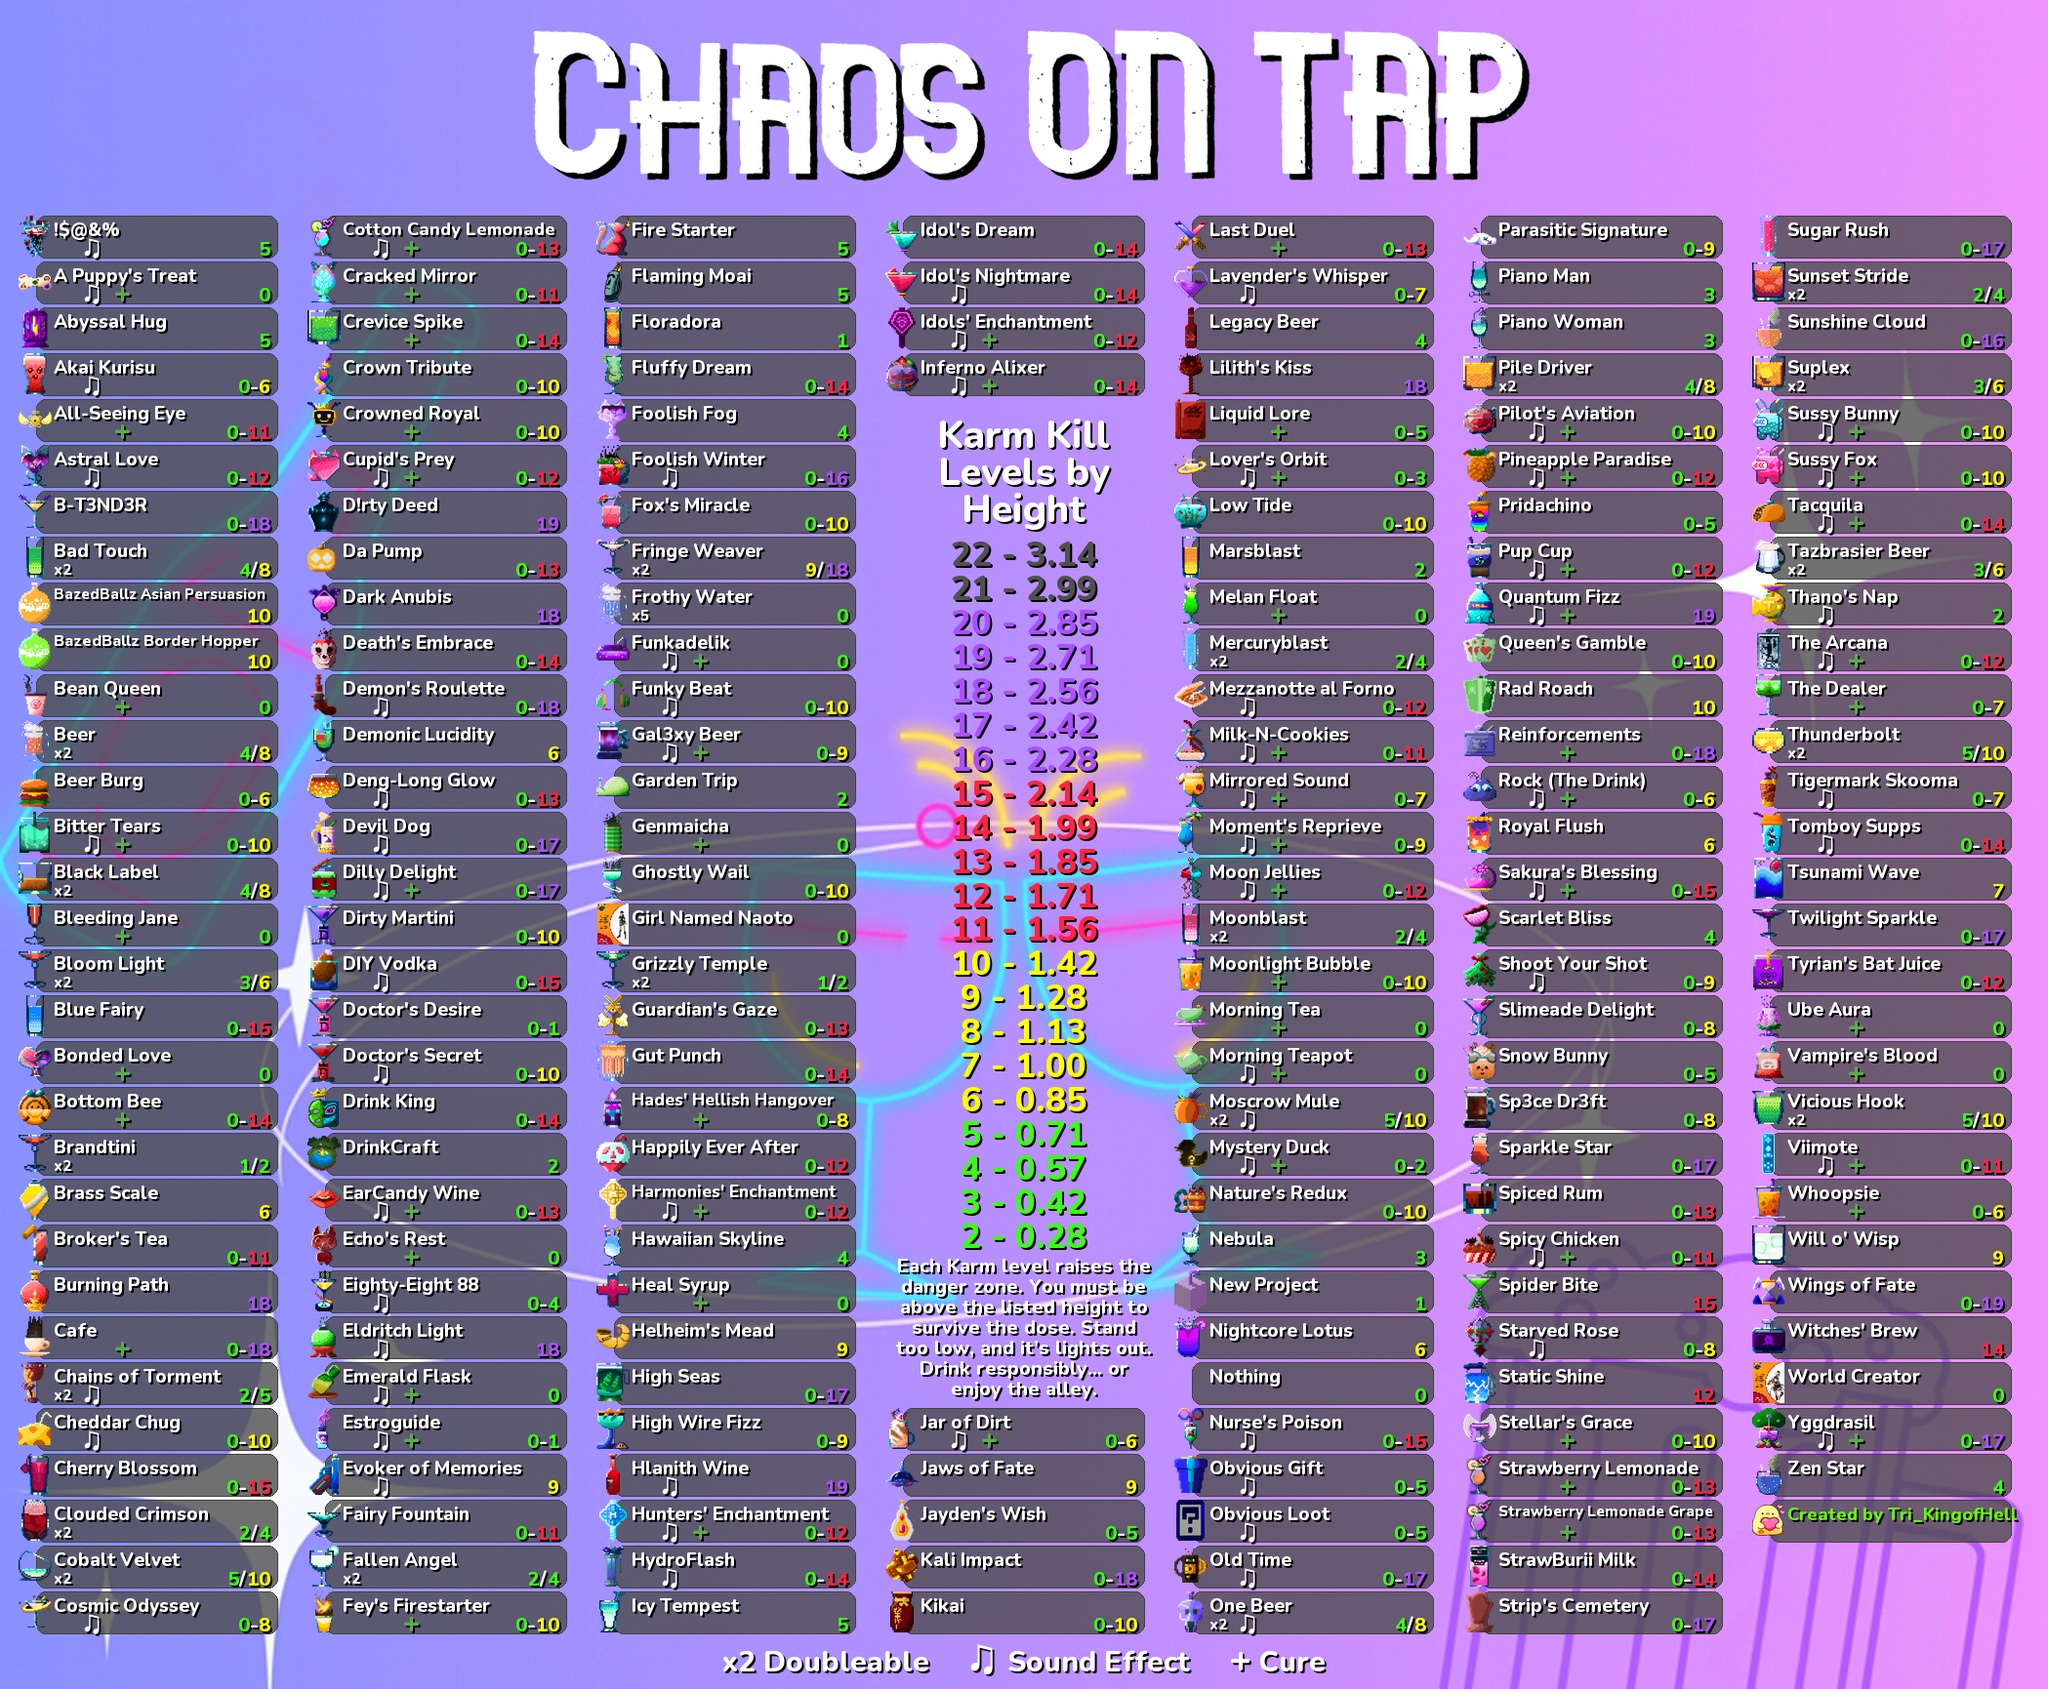 CHAOS ON TAP
!$@&%
♫ 5
A Puppy's Treat
♫ + 0
Abyssal Hug
5
Akai Kurisu
♫ 0-6
All-Seeing Eye
+ 0-11
Astral Love
♫ 0-12
B-T3ND3R
0-18
Bad Touch
x2 4/8
BazedBallz Asian Persuasion
10
BazedBallz Border Hopper
10
Bean Queen
+ 0
Beer
x2 4/8
Beer Burg
0-6
Bitter Tears
♫ + 0-10
Black Label
x2 4/8
Bleeding Jane
+ 0
Bloom Light
x2 3/6
Blue Fairy
0-15
Bonded Love
+ 0
Bottom Bee
+ 0-14
Brandtini
x2 1/2
Brass Scale
6
Broker's Tea
0-11
Burning Path
18
Cafe
+ 0-18
Chains of Torment
x2 ♫ 2/5
Cheddar Chug
♫ 0-10
Cherry Blossom
0-15
Clouded Crimson
x2 2/4
Cobalt Velvet
x2 5/10
Cosmic Odyssey
♫ 0-8
Cotton Candy Lemonade
♫ + 0-13
Cracked Mirror
+ 0-11
Crevice Spike
+ 0-14
Crown Tribute
0-10
Crowned Royal
+ 0-10
Cupid's Prey
♫ + 0-12
D!rty Deed
19
Da Pump
0-13
Dark Anubis
18
Death's Embrace
0-14
Demon's Roulette
♫ 0-18
Demonic Lucidity
6
Deng-Long Glow
♫ 0-13
Devil Dog
♫ 0-17
Dilly Delight
♫ + 0-17
Dirty Martini
0-10
DIY Vodka
♫ 0-15
Doctor's Desire
0-1
Doctor's Secret
♫ 0-10
Drink King
0-14
DrinkCraft
2
EarCandy Wine
♫ + 0-13
Echo's Rest
+ 0
Eighty-Eight 88
♫ 0-4
Eldritch Light
♫ 18
Emerald Flask
♫ + 0
Estroguide
♫ + 0-1
Evoker of Memories
♫ 9
Fairy Fountain
0-11
Fallen Angel
x2 2/4
Fey's Firestarter
+ 0-10
Fire Starter
5
Flaming Moai
5
Floradora
1
Fluffy Dream
0-14
Foolish Fog
4
Foolish Winter
♫ 0-16
Fox's Miracle
0-10
Fringe Weaver
x2 9/18
Frothy Water
x5 0
Funkadelik
♫ + 0
Funky Beat
♫ 0-10
Gal3xy Beer
♫ + 0-9
Garden Trip
2
Genmaicha
+ 0
Ghostly Wail
0-10
Girl Named Naoto
0
Grizzly Temple
x2 1/2
Guardian's Gaze
0-13
Gut Punch
0-14
Hades' Hellish Hangover
+ 0-8
Happily Ever After
0-12
Harmonies' Enchantment
♫ + 0-12
Hawaiian Skyline
4
Heal Syrup
+ 0
Helheim's Mead
9
High Seas
0-17
High Wire Fizz
0-9
Hlanith Wine
19
Hunters' Enchantment
♫ + 0-12
HydroFlash
♫ 0-14
Icy Tempest
5
Idol's Dream
0-14
Idol's Nightmare
♫ 0-14
Idols' Enchantment
♫ + 0-12
Inferno Alixer
♫ + 0-14
Karm Kill
Levels by
Height
22 - 3.14
21 - 2.99
20 - 2.85
19 - 2.71
18 - 2.56
17 - 2.42
16 - 2.28
15 - 2.14
14 - 1.99
13 - 1.85
12 - 1.71
11 - 1.56
10 - 1.42
9 - 1.28
8 - 1.13
7 - 1.00
6 - 0.85
5 - 0.71
4 - 0.57
3 - 0.42
2 - 0.28
Each Karm level raises the
danger zone. You must be
above the listed height to
survive the dose. Stand
too low, and it's lights out.
Drink responsibly... or
enjoy the alley.
Jar of Dirt
♫ + 0-6
Jaws of Fate
9
Jayden's Wish
0-5
Kali Impact
0-18
Kikai
0-10
Last Duel
+ 0-13
Lavender's Whisper
♫ 0-7
Legacy Beer
4
Lilith's Kiss
18
Liquid Lore
+ 0-5
Lover's Orbit
♫ + 0-3
Low Tide
0-10
Marsblast
2
Melan Float
+ 0
Mercuryblast
x2 2/4
Mezzanotte al Forno
♫ 0-12
Milk-N-Cookies
♫ + 0-11
Mirrored Sound
♫ + 0-7
Moment's Reprieve
♫ + 0-9
Moon Jellies
♫ + 0-12
Moonblast
x2 2/4
Moonlight Bubble
+ 0-10
Morning Tea
+ 0
Morning Teapot
♫ + 0
Moscrow Mule
x2 ♫ 5/10
Mystery Duck
♫ + 0-2
Nature's Redux
0-10
Nebula
3
New Project
1
Nightcore Lotus
6
Nothing
0
Nurse's Poison
♫ 0-15
Obvious Gift
♫ 0-5
Obvious Loot
♫ 0-5
Old Time
♫ 0-17
One Beer
x2 ♫ 4/8
Parasitic Signature
0-9
Piano Man
3
Piano Woman
3
Pile Driver
x2 4/8
Pilot's Aviation
♫ + 0-10
Pineapple Paradise
♫ + 0-12
Pridachino
0-5
Pup Cup
♫ + 0-12
Quantum Fizz
♫ + 19
Queen's Gamble
0-10
Rad Roach
10
Reinforcements
+ 0-18
Rock (The Drink)
♫ + 0-6
Royal Flush
6
Sakura's Blessing
♫ + 0-15
Scarlet Bliss
4
Shoot Your Shot
♫ 0-9
Slimeade Delight
0-8
Snow Bunny
0-5
Sp3ce Dr3ft
0-8
Sparkle Star
0-17
Spiced Rum
0-13
Spicy Chicken
♫ + 0-11
Spider Bite
15
Starved Rose
♫ 0-8
Static Shine
12
Stellar's Grace
+ 0-10
Strawberry Lemonade
+ 0-13
Strawberry Lemonade Grape
+ 0-13
StrawBurii Milk
0-14
Strip's Cemetery
0-17
Sugar Rush
0-17
Sunset Stride
x2 2/4
Sunshine Cloud
0-16
Suplex
x2 3/6
Sussy Bunny
♫ + 0-10
Sussy Fox
♫ + 0-10
Tacquila
♫ + 0-14
Tazbrasier Beer
x2 3/6
Thano's Nap
♫ 2
The Arcana
♫ + 0-12
The Dealer
+ 0-7
Thunderbolt
x2 5/10
Tigermark Skooma
♫ 0-7
Tomboy Supps
♫ 0-14
Tsunami Wave
7
Twilight Sparkle
0-17
Tyrian's Bat Juice
0-12
Ube Aura
+ 0
Vampire's Blood
+ 0
Vicious Hook
x2 5/10
Viimote
♫ + 0-11
Whoopsie
+ 0-6
Will o' Wisp
9
Wings of Fate
0-19
Witches' Brew
14
World Creator
0
Yggdrasil
♫ + 0-17
Zen Star
4
Created by Tri_KingofHell
x2 Doubleable ♫ Sound Effect + Cure